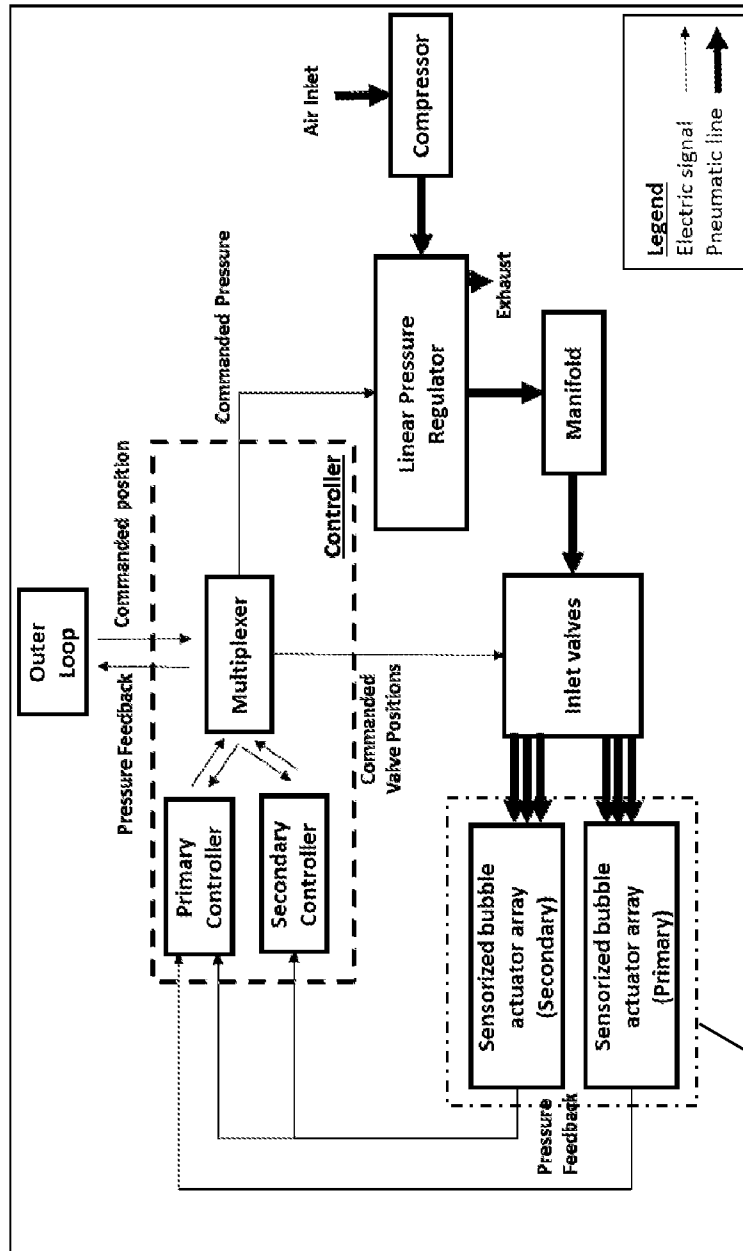 Outer
Loop
Pressure Feedback
Commanded position
Primary
Controller
Secondary
Controller
Multiplexer
Controller
Commanded Pressure
Commanded
Valve Positions
Air Inlet
Compressor
Linear Pressure
Regulator
Exhaust
Manifold
Inlet valves
Sensorized bubble
actuator array
(Secondary)
Sensorized bubble
actuator array
(Primary)
Pressure
Feedback
Legend
Electric signal
Pneumatic line